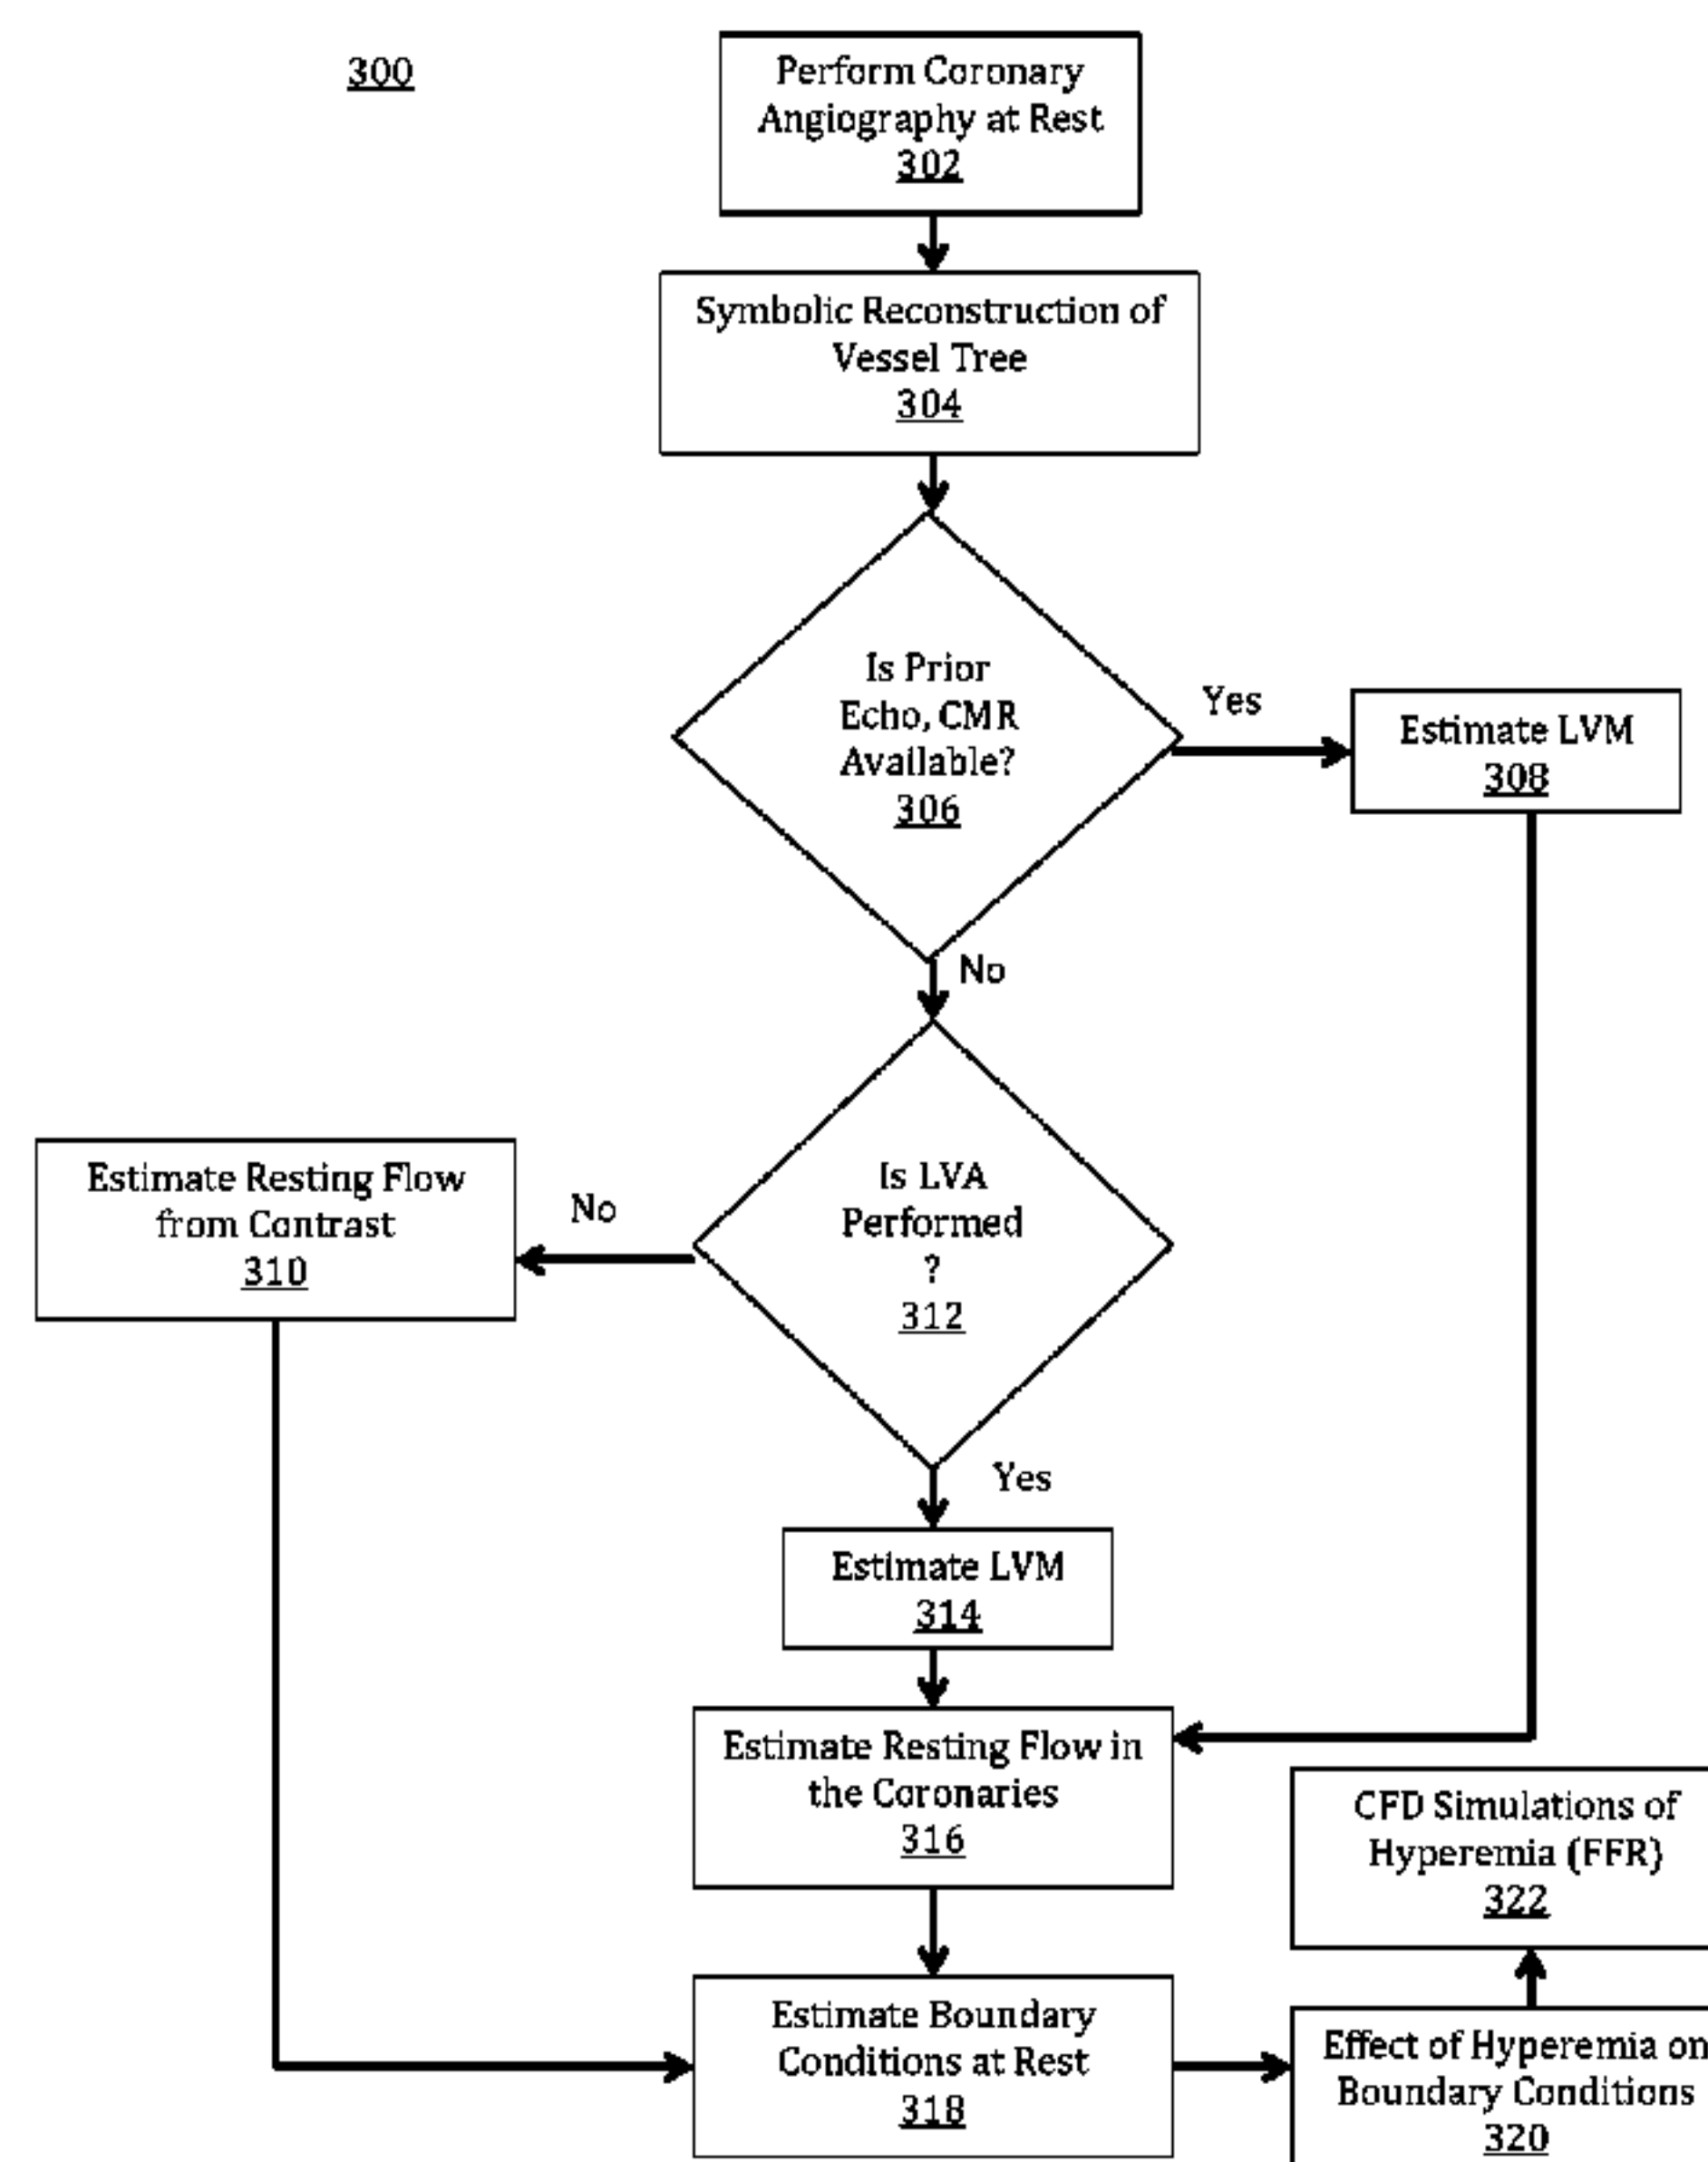 300
Perform Coronary
Angiography at Rest
302
Symbolic Reconstruction of
Vessel Tree
304
Is Prior
Echo, CMR
Available?
306
Yes
Estimate LVM
308
No
Is LVA
Performed
?
312
No
Estimate Resting Flow
from Contrast
310
Yes
Estimate LVM
314
Estimate Resting Flow in
the Coronaries
316
CFD Simulations of
Hyperemia (FFR)
322
Estimate Boundary
Conditions at Rest
318
Effect of Hyperemia on
Boundary Conditions
320